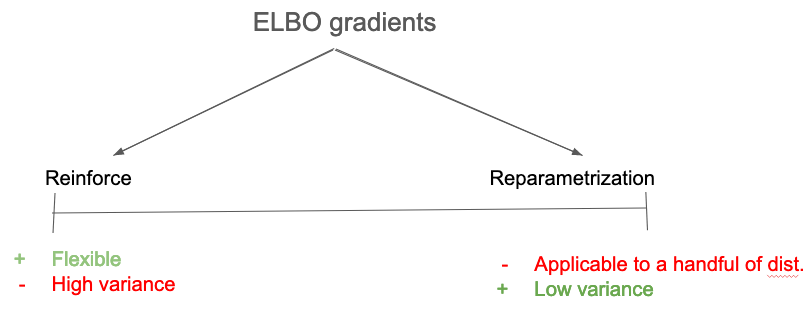 ELBO gradients
Reinforce
Reparametrization
+ Flexible
- High variance
- Applicable to a handful of dist.
+ Low variance